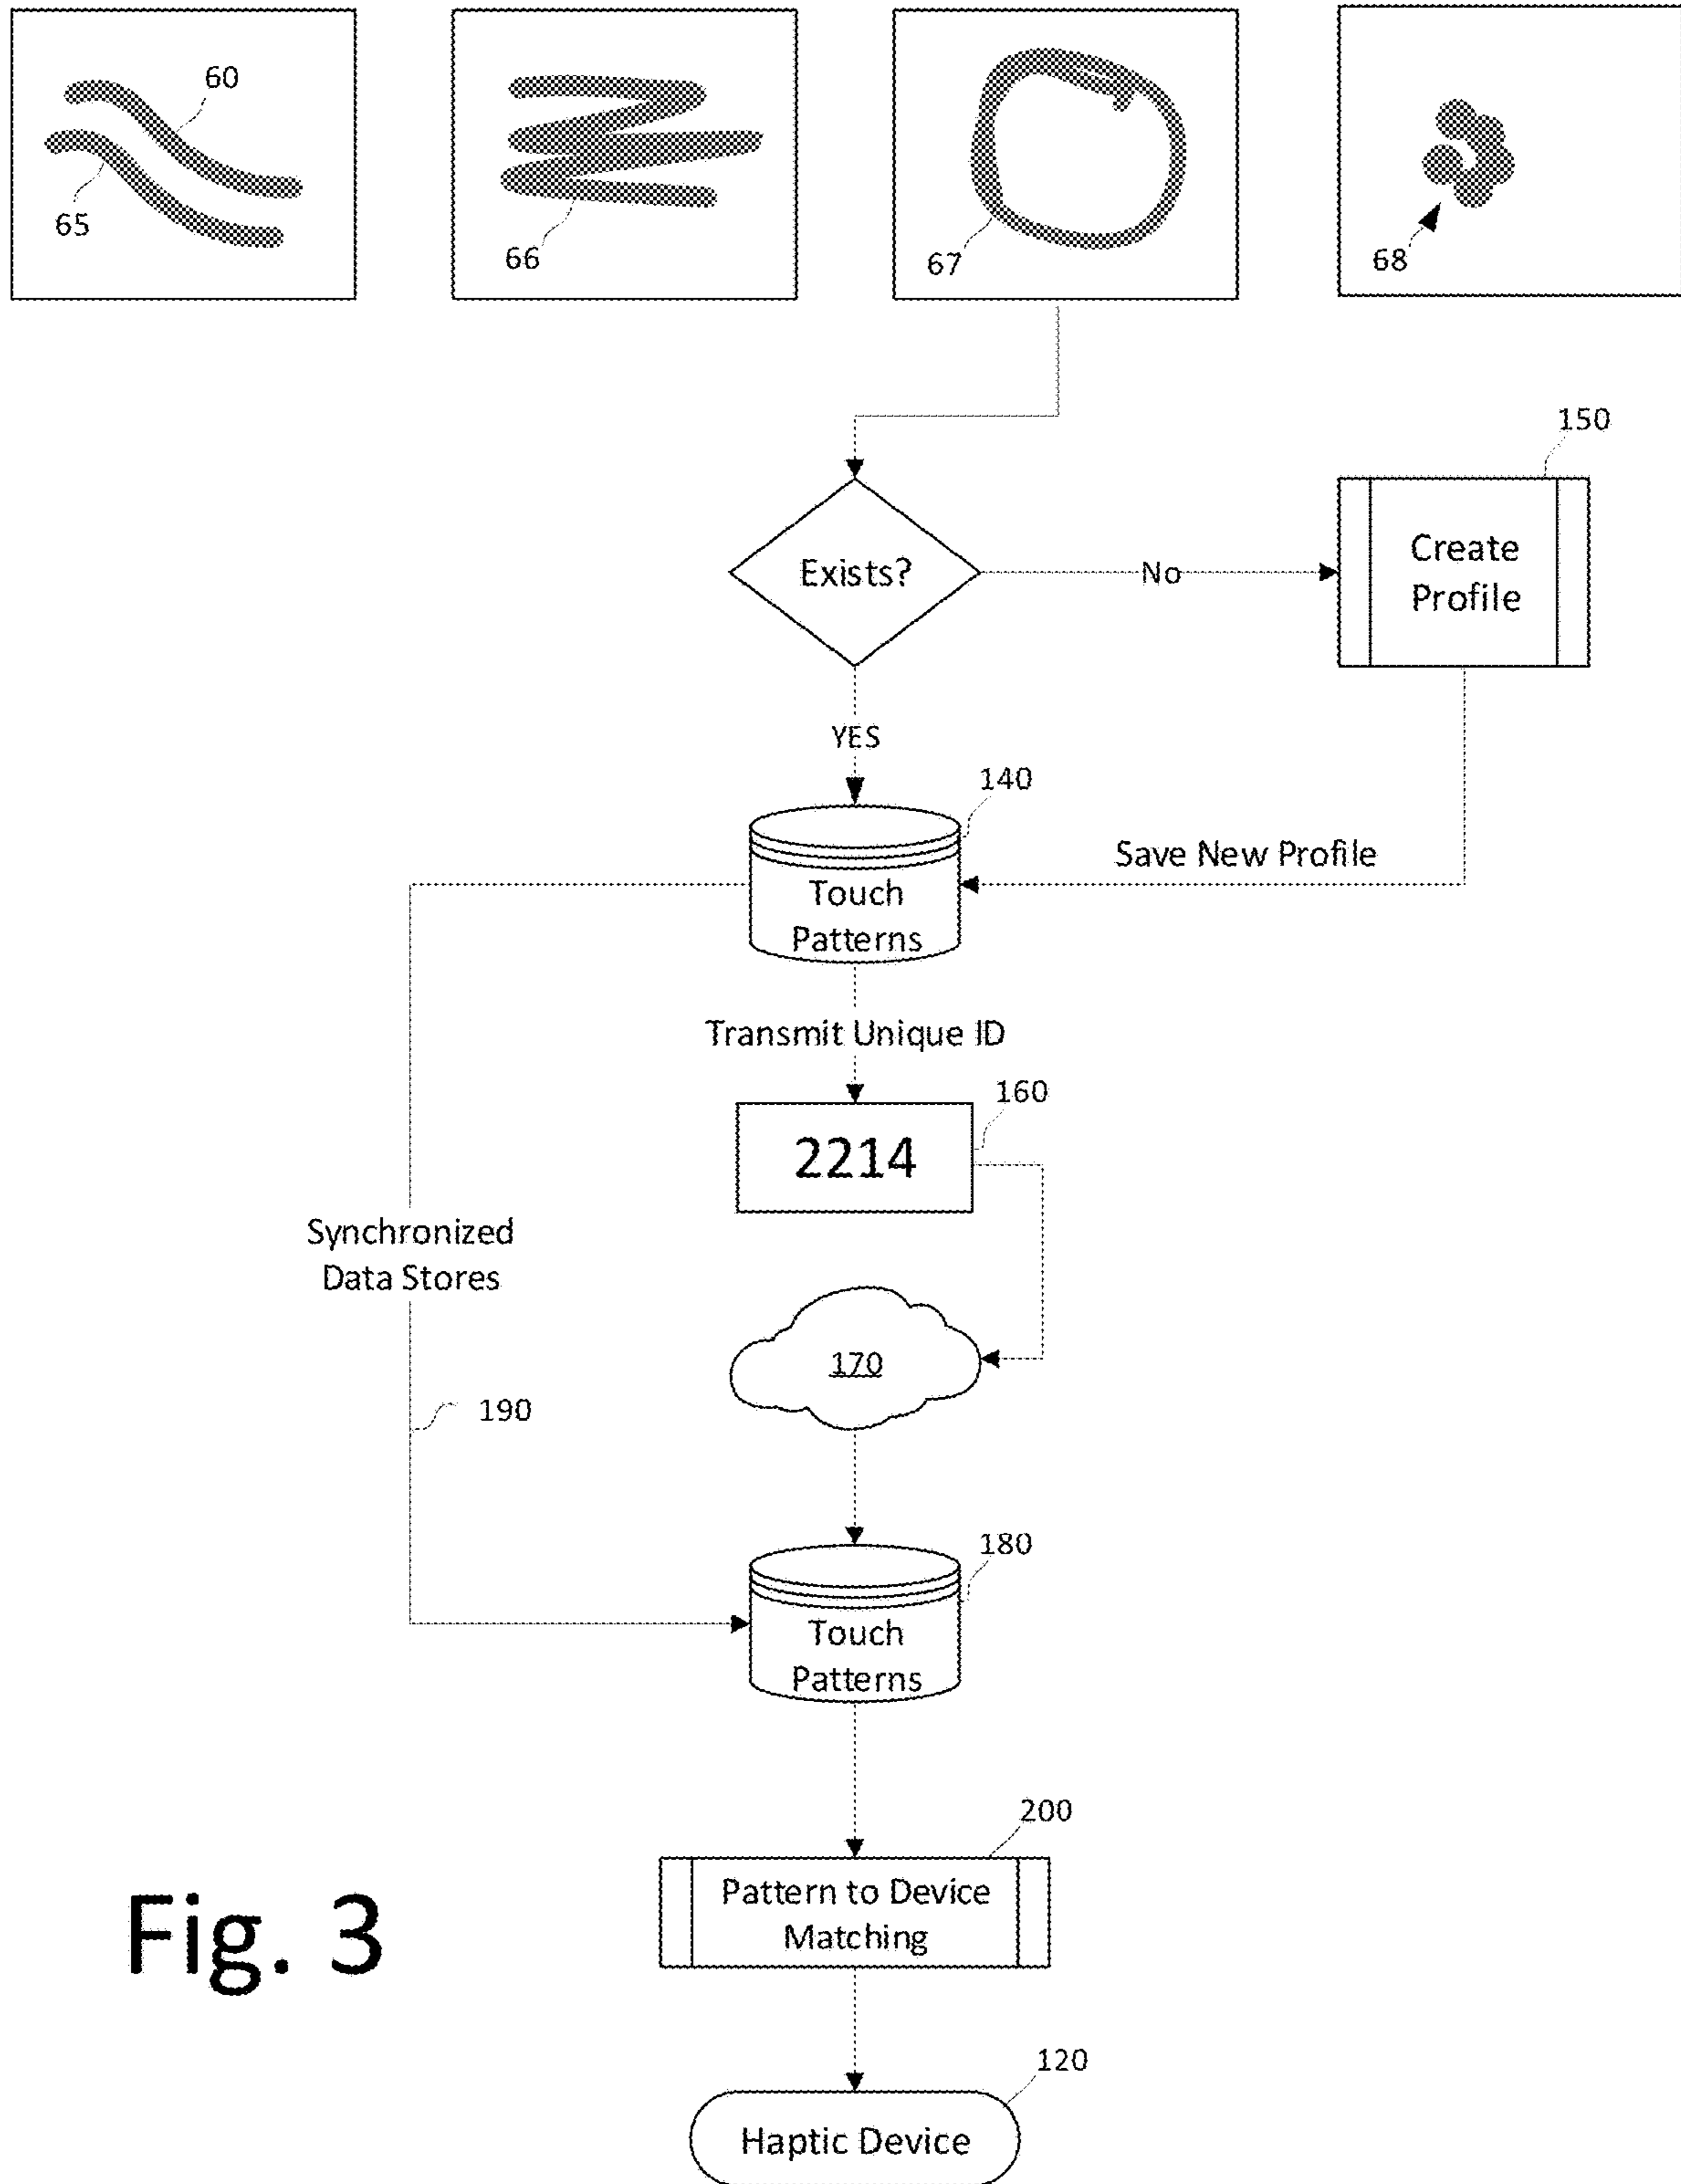 60
65
66
67
68
150
Exists?
No
Create
Profile
YES
140
Save New Profile
Touch
Patterns
Transmit Unique ID
160
2214
Synchronized
Data Stores
170
190
180
Touch
Patterns
200
Pattern to Device
Matching
Fig. 3
120
Haptic Device